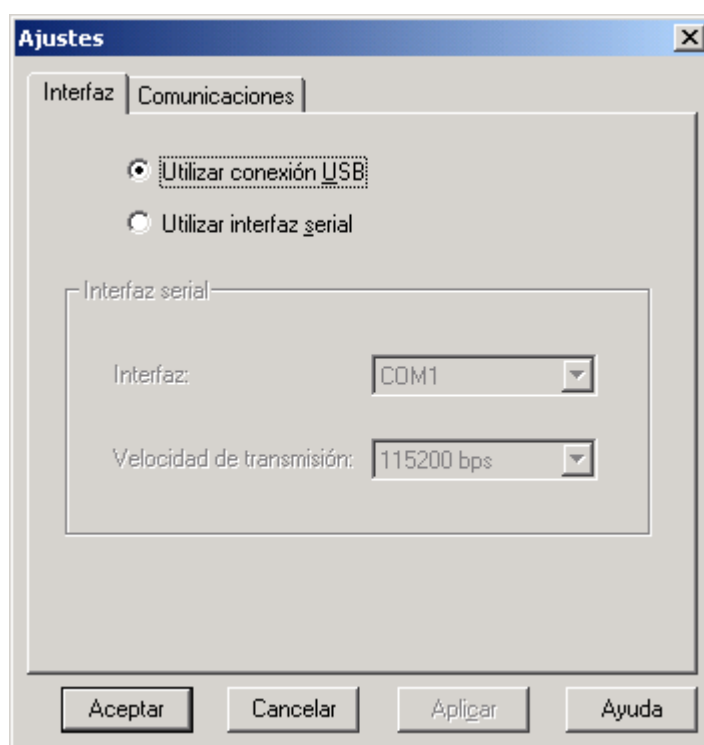 Ajustes
Interfaz Comunicaciones
Utilizar conexión USB
Utilizar interfaz serial
Interfaz serial
Interfaz: COM1
Velocidad de transmisión: 115200 bps
Aceptar Cancelar Aplicar Ayuda